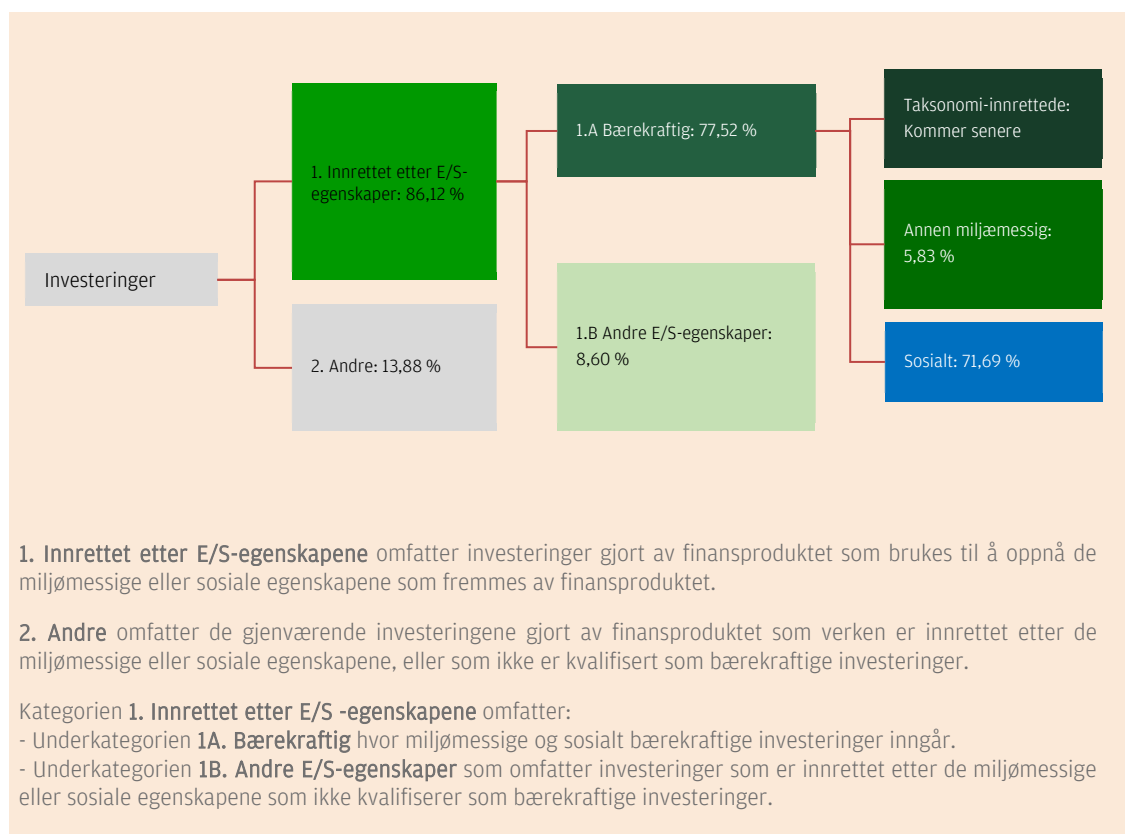 Investeringer
1. Innrettet etter E/S-
egenskaper: 86,12 %
2. Andre: 13,88 %
1.A Bærekraftig: 77,52 %
1.B Andre E/S-egenskaper:
8,60 %
Taksonomi-innrettede:
Kommer senere
Annen miljæmessig:
5,83 %
Sosialt: 71,69 %
1. Innrettet etter E/S-egenskapene omfatter investeringer gjort av finansproduktet som brukes til å oppnå de
miljømessige eller sosiale egenskapene som fremmes av finansproduktet.
2. Andre omfatter de gjenværende investeringene gjort av finansproduktet som verken er innrettet etter de
miljømessige eller sosiale egenskapene, eller som ikke er kvalifisert som bærekraftige investeringer.
Kategorien 1. Innrettet etter E/S -egenskapene omfatter:
- Underkategorien 1A. Bærekraftig hvor miljømessige og sosialt bærekraftige investeringer inngår.
- Underkategorien 1B. Andre E/S-egenskaper som omfatter investeringer som er innrettet etter de miljømessige
eller sosiale egenskapene som ikke kvalifiserer som bærekraftige investeringer.